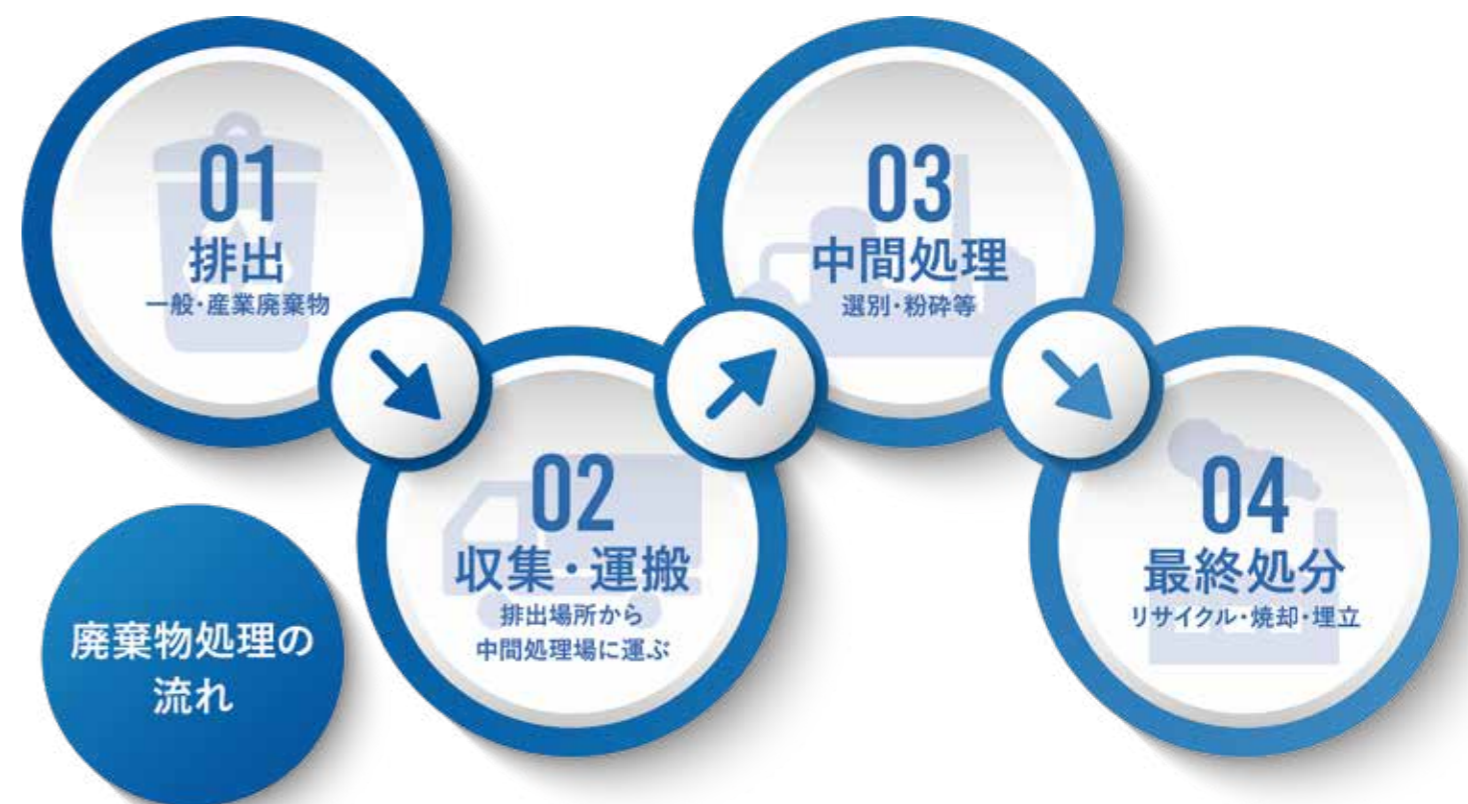 01
排出
一般・産業廃棄物
02
収集・運搬
排出場所から
中間処理場に運ぶ
03
中間処理
選別・粉砕等
04
最終処分
リサイクル・焼却・埋立
廃棄物処理の
流れ